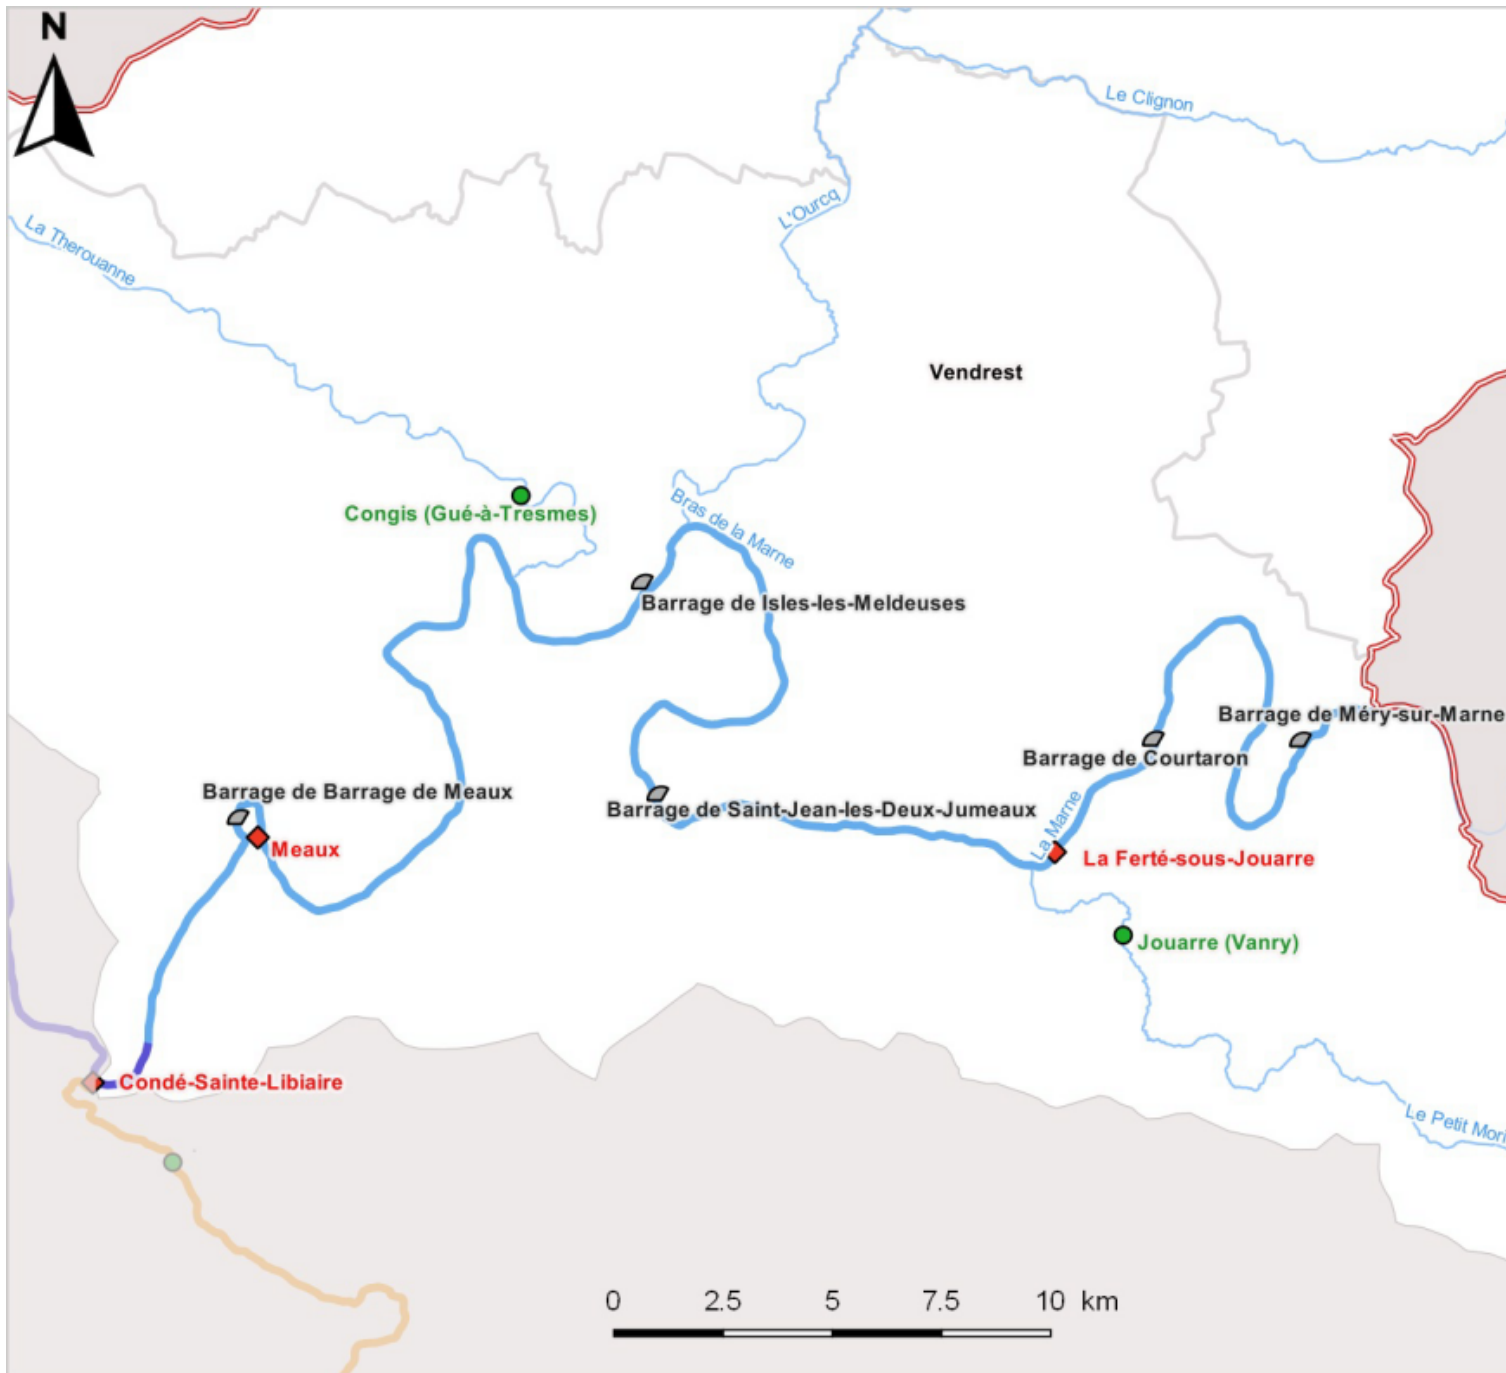 N
Le Clignon
L'Ourcq
La Therouanne
Vendrest
Congis (Gué-à-Tresmes)
Bras de la Marne
Barrage de Isles-les-Meldeuses
Barrage de Méry-sur-Marne
Barrage de Courtaron
Barrage de Barrage de Meaux
Barrage de Saint-Jean-les-Deux-Jumeaux
La Marne
Meaux
La Ferté-sous-Jouarre
Jouarre (Vanry)
Condé-Sainte-Libiaire
Le Petit Mori
0 2.5 5 7.5 10 km